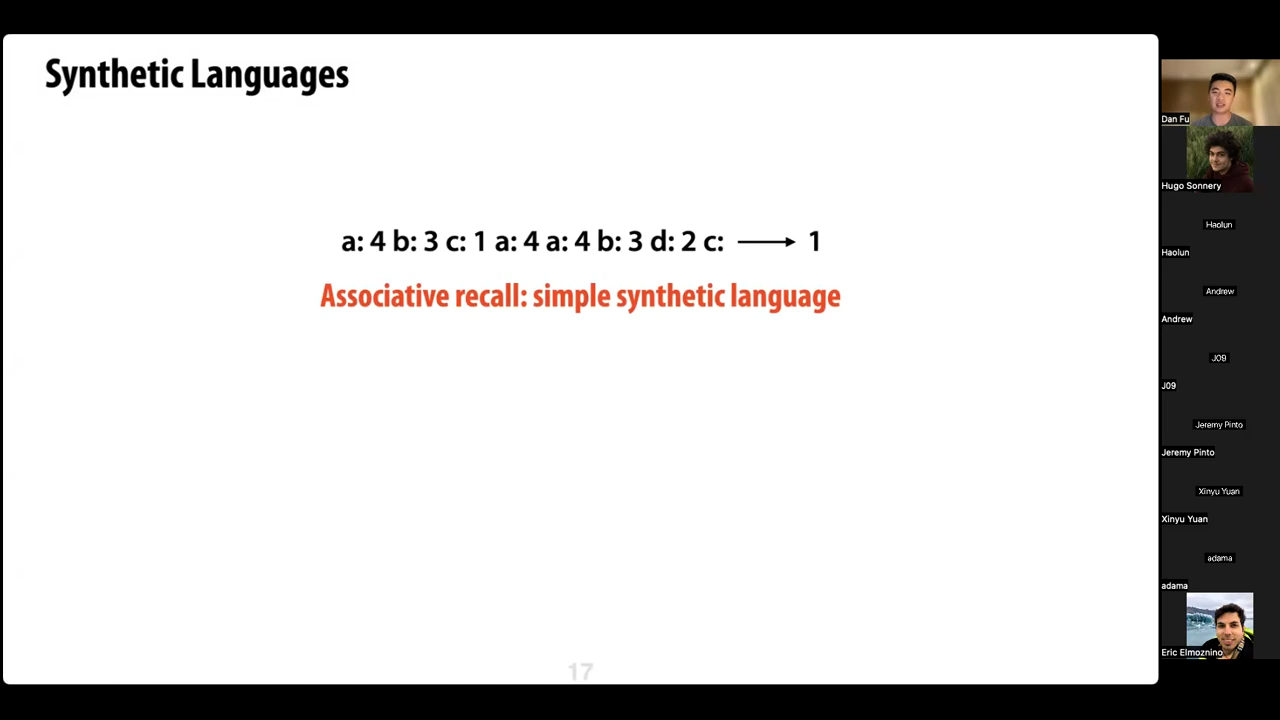 Synthetic Languages
a: 4 b: 3 c: 1 a: 4 a: 4 b: 3 d: 2 c: ⟶ 1
Associative recall: simple synthetic language
17
Dan Fu
Hugo Sonnery
Haolun
Haolun
Andrew
Andrew
J09
J09
Jeremy Pinto
Jeremy Pinto
Xinyu Yuan
Xinyu Yuan
adama
adama
Eric Elmoznino